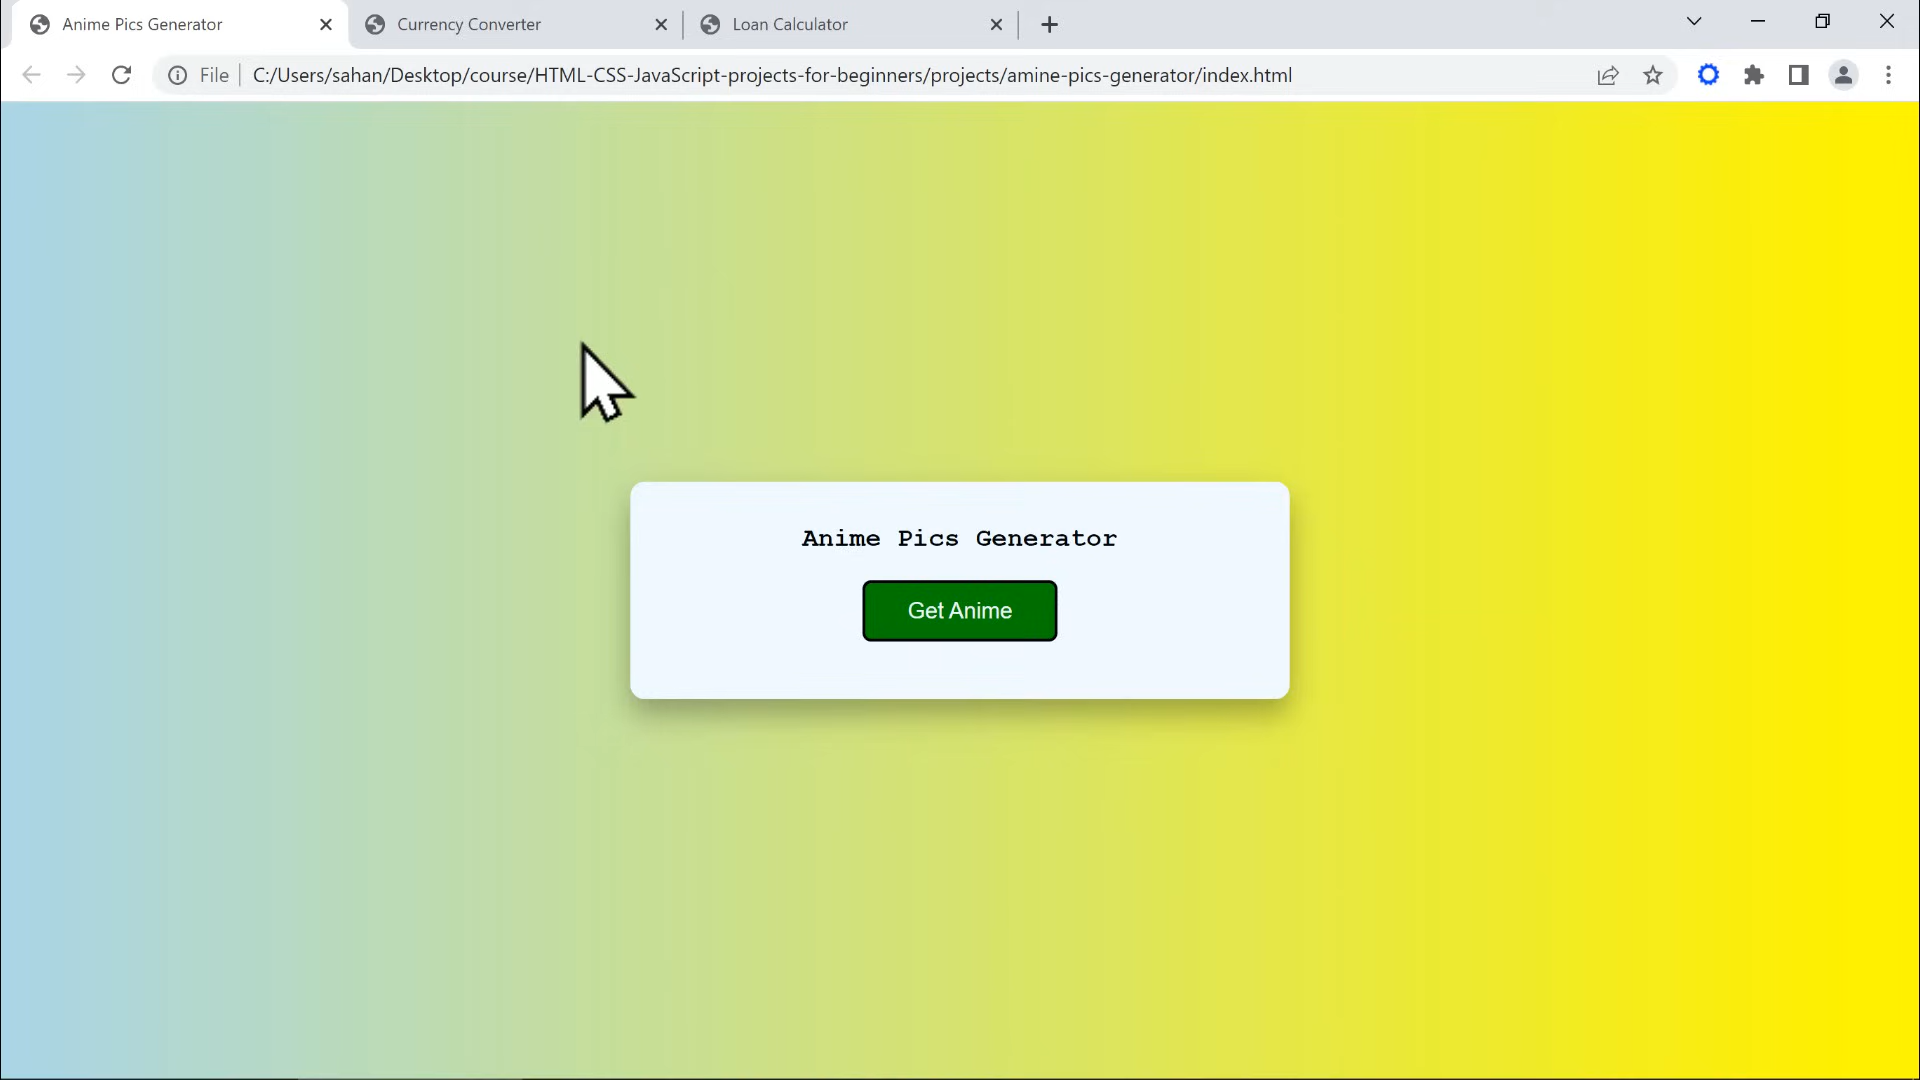 Anime Pics Generator
Currency Converter
Loan Calculator
File
C:/Users/sahan/Desktop/course/HTML-CSS-JavaScript-projects-for-beginners/projects/amine-pics-generator/index.html
Anime Pics Generator
Get Anime